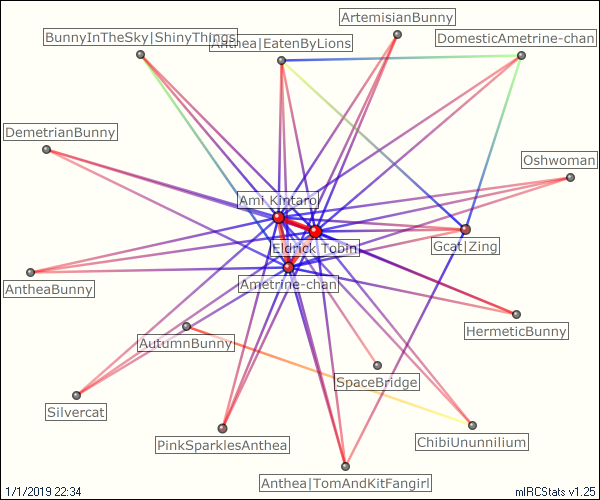 ArtemisianBunny
BunnyInTheSky|ShinyThings
Anthea|EatenByLions
DomesticAmetrine-chan
DemetrianBunny
Oshwoman
Ami Kintaro
Eldrick Tobin
Gcat|Zing
Ametrine-chan
AntheaBunny
HermeticBunny
AutumnBunny
SpaceBridge
Silvercat
PinkSparklesAnthea
ChibiUnunnilium
Anthea|TomAndKitFangirl
1/1/2019 22:34
mIRCStats v1.25